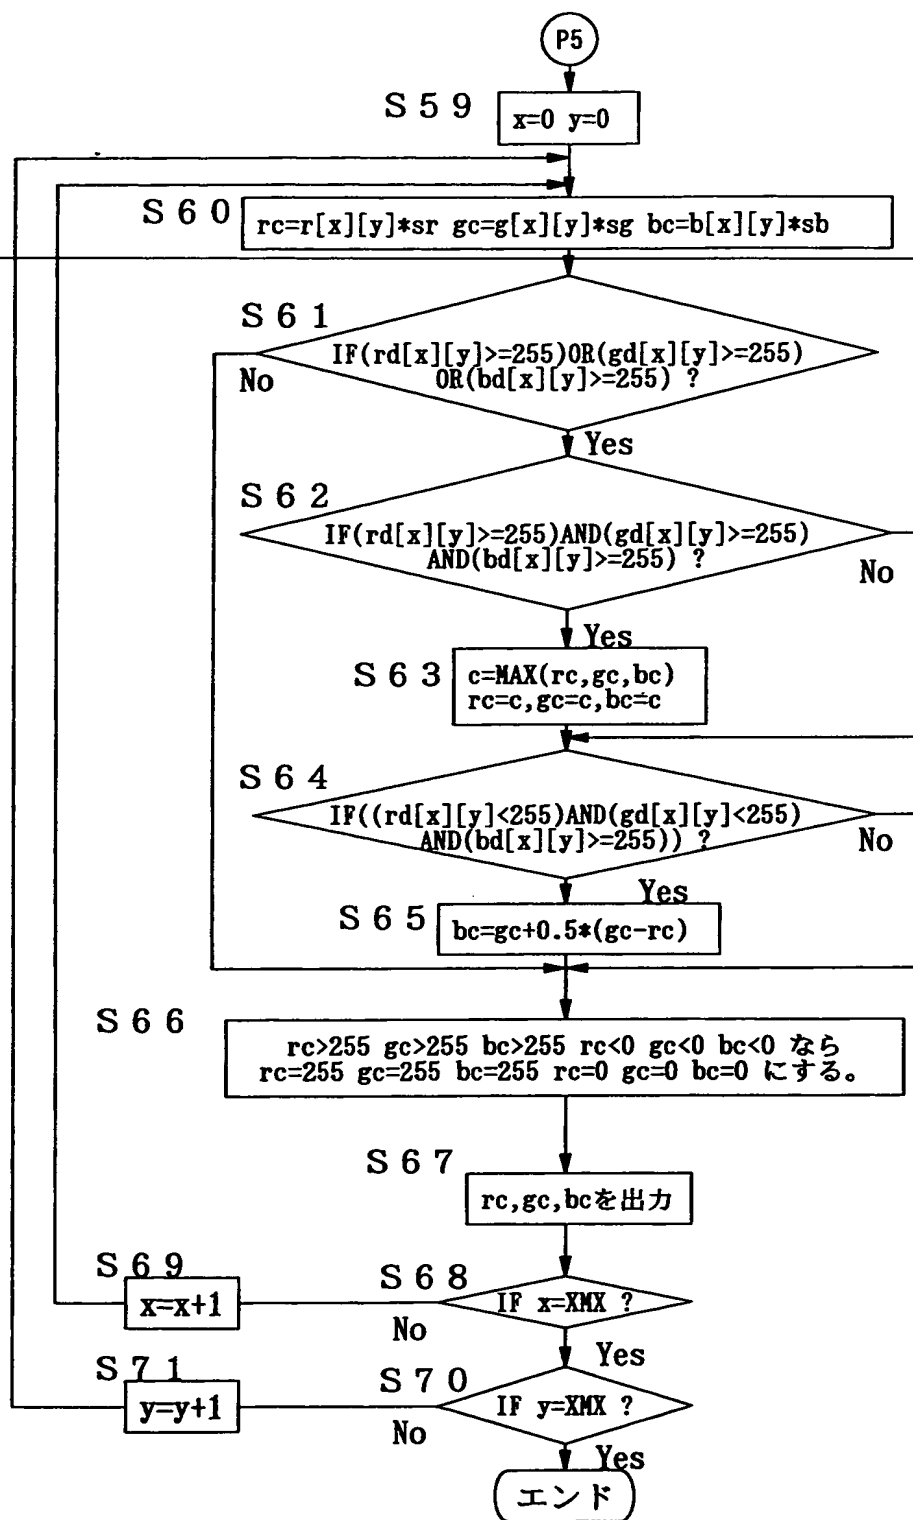 P5
S59
x=0 y=0
S60
rc=r[x][y]*sr gc=g[x][y]*sg bc=b[x][y]*sb
S61
IF(rd[x][y]>=255)OR(gd[x][y]>=255)
OR(bd[x][y]>=255) ?
No
Yes
S62
IF(rd[x][y]>=255)AND(gd[x][y]>=255)
AND(bd[x][y]>=255) ?
No
Yes
S63
c=MAX(rc,gc,bc)
rc=c,gc=c,bc=c
S64
IF((rd[x][y]<255)AND(gd[x][y]<255)
AND(bd[x][y]>=255)) ?
No
Yes
S65
bc=gc+0.5*(gc-rc)
S66
rc>255 gc>255 bc>255 rc<0 gc<0 bc<0 なら
rc=255 gc=255 bc=255 rc=0 gc=0 bc=0 にする。
S67
rc,gc,bcを出力
S69
x=x+1
S68
IF x=XMX ?
No
Yes
S71
y=y+1
S70
IF y=XMX ?
No
Yes
エンド